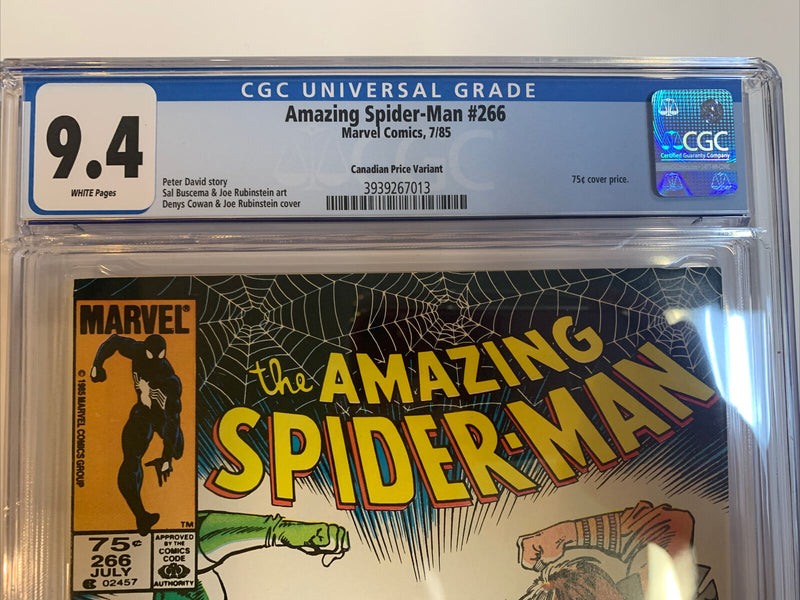 CGC UNIVERSAL GRADE
9.4
WHITE Pages
Amazing Spider-Man #266
Marvel Comics, 7/85
Canadian Price Variant
Peter David story
Sal Buscema & Joe Rubinstein art
Denys Cowan & Joe Rubinstein cover
3939267013
75¢ cover price.
CGC
Certified Guaranty Company
MARVEL®
© 1985 MARVEL COMICS GROUP
TM
the AMAZING
SPIDER-MAN
75¢
266
JULY
02457
APPROVED
BY THE
COMICS
CODE
AUTHORITY